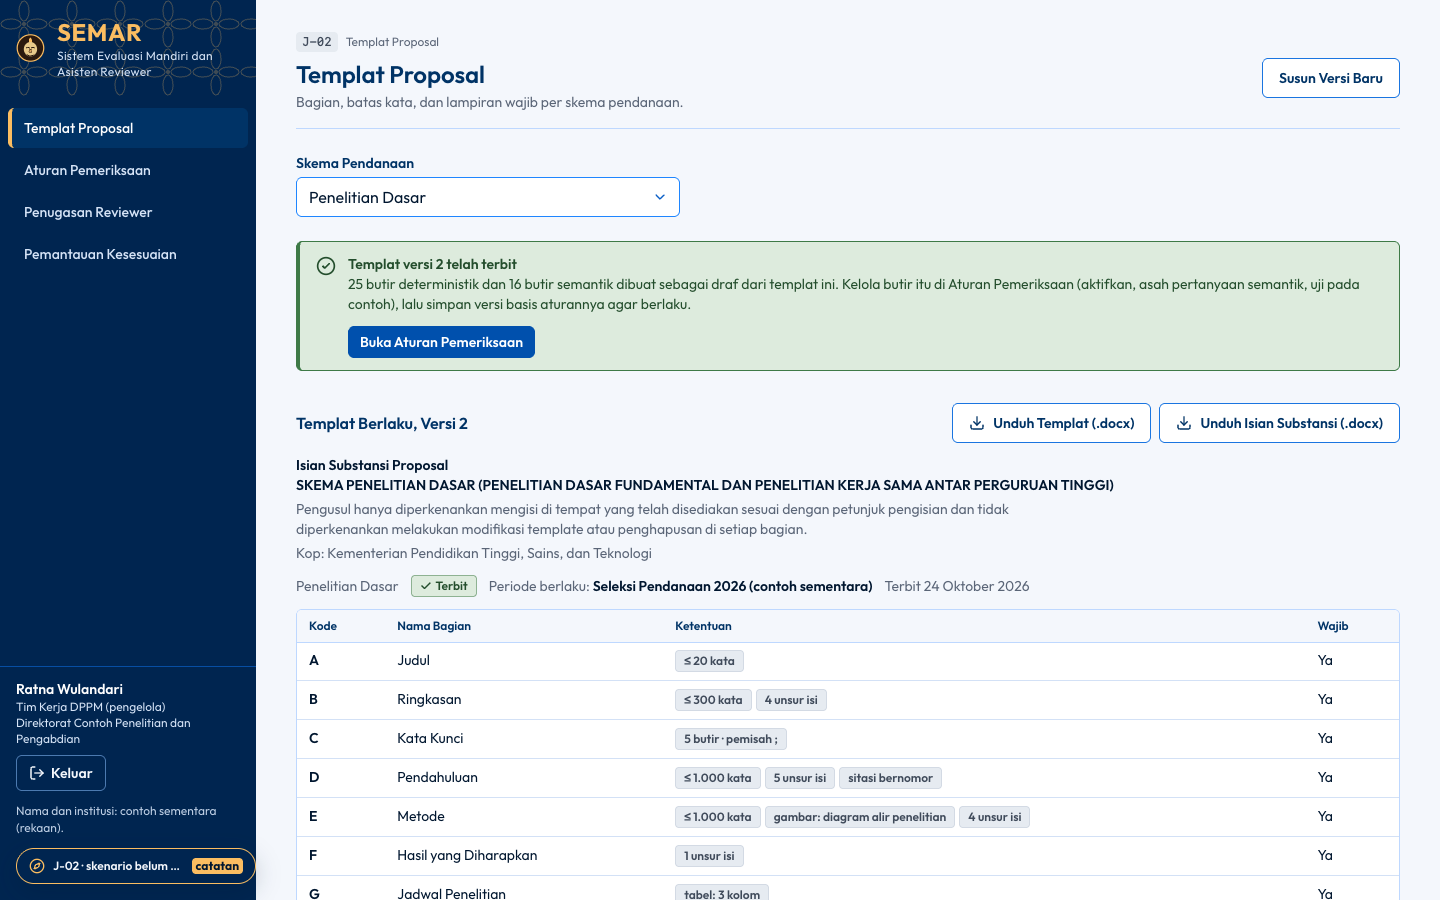 SEMAR
Sistem Evaluasi Mandiri dan
Asisten Reviewer
Templat Proposal
Aturan Pemeriksaan
Penugasan Reviewer
Pemantauan Kesesuaian
Ratna Wulandari
Tim Kerja DPPM (pengelola)
Direktorat Contoh Penelitian dan
Pengabdian
Keluar
Nama dan institusi: contoh sementara
(rekaan).
J-02 · skenario belum ... catatan
J-02 Templat Proposal
Templat Proposal
Bagian, batas kata, dan lampiran wajib per skema pendanaan.
Susun Versi Baru
Skema Pendanaan
Penelitian Dasar
Templat versi 2 telah terbit
25 butir deterministik dan 16 butir semantik dibuat sebagai draf dari templat ini. Kelola butir itu di Aturan Pemeriksaan (aktifkan, asah pertanyaan semantik, uji pada
contoh), lalu simpan versi basis aturannya agar berlaku.
Buka Aturan Pemeriksaan
Templat Berlaku, Versi 2
Unduh Templat (.docx)
Unduh Isian Substansi (.docx)
Isian Substansi Proposal
SKEMA PENELITIAN DASAR (PENELITIAN DASAR FUNDAMENTAL DAN PENELITIAN KERJA SAMA ANTAR PERGURUAN TINGGI)
Pengusul hanya diperkenankan mengisi di tempat yang telah disediakan sesuai dengan petunjuk pengisian dan tidak
diperkenankan melakukan modifikasi template atau penghapusan di setiap bagian.
Kop: Kementerian Pendidikan Tinggi, Sains, dan Teknologi
Penelitian Dasar Terbit Periode berlaku: Seleksi Pendanaan 2026 (contoh sementara) Terbit 24 Oktober 2026
Kode Nama Bagian Ketentuan Wajib
A Judul ≤ 20 kata Ya
B Ringkasan ≤ 300 kata 4 unsur isi Ya
C Kata Kunci 5 butir · pemisah ; Ya
D Pendahuluan ≤ 1.000 kata 5 unsur isi sitasi bernomor Ya
E Metode ≤ 1.000 kata gambar: diagram alir penelitian 4 unsur isi Ya
F Hasil yang Diharapkan 1 unsur isi Ya
G Jadwal Penelitian tabel: 3 kolom Ya